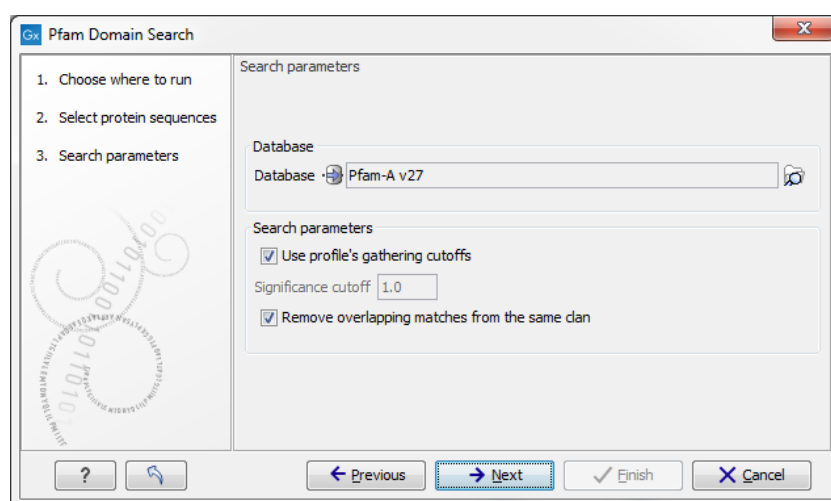 Gx Pfam Domain Search
X
1. Choose where to run
2. Select protein sequences
3. Search parameters
Search parameters
Database
Database Pfam-A v27
Search parameters
Use profile's gathering cutoffs
Significance cutoff 1.0
Remove overlapping matches from the same clan
? Previous Next Finish Cancel